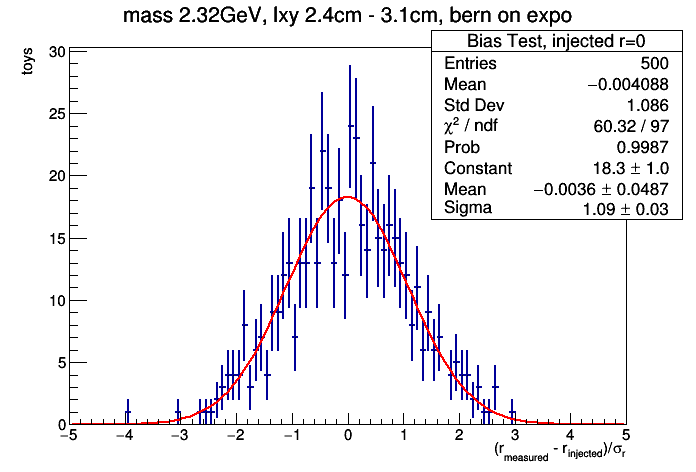 mass 2.32GeV, lxy 2.4cm - 3.1cm, bern on expo
toys
Bias Test, injected r=0
Entries 500
Mean −0.004088
Std Dev 1.086
χ² / ndf 60.32 / 97
Prob 0.9987
Constant 18.3 ± 1.0
Mean −0.0036 ± 0.0487
Sigma 1.09 ± 0.03
30
25
20
15
10
5
0
−5 −4 −3 −2 −1 0 1 2 3 4 5
(r_measured - r_injected)/σ_r